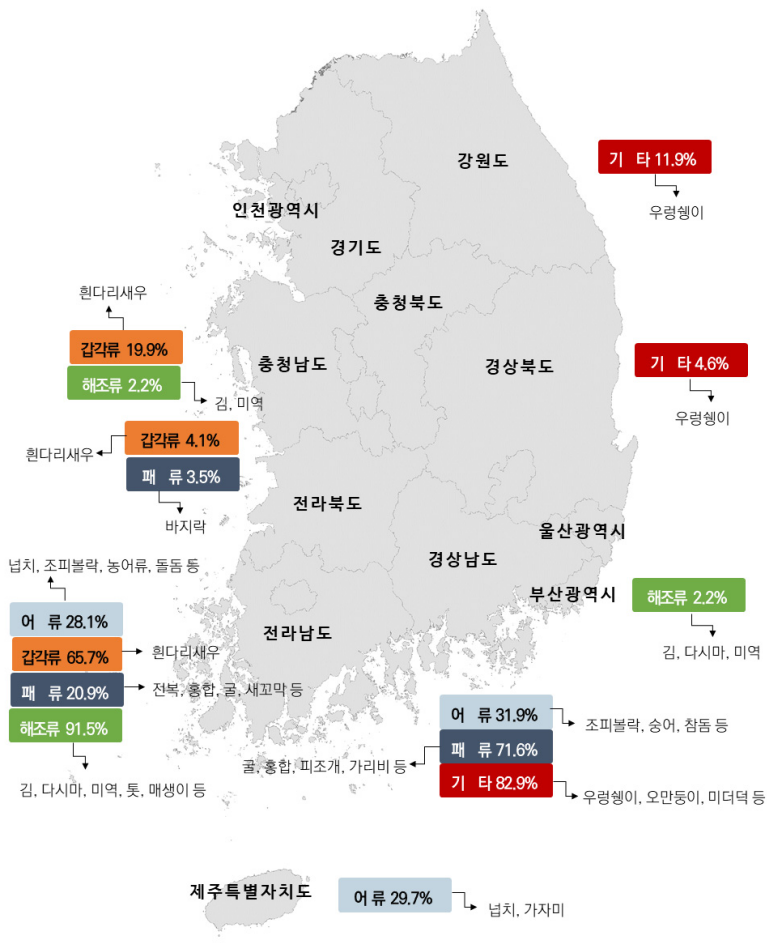 강원도
기 타 11.9%
우렁쉥이
인천광역시
경기도
흰다리새우
충청북도
갑각류 19.9%
해조류 2.2%
김, 미역
충청남도
경상북도
기 타 4.6%
우렁쉥이
갑각류 4.1%
흰다리새우
패 류 3.5%
바지락
전라북도
울산광역시
경상남도
부산광역시
해조류 2.2%
김, 다시마, 미역
넙치, 조피볼락, 농어류, 돌돔 등
어 류 28.1%
갑각류 65.7%
흰다리새우
패 류 20.9%
전복, 홍합, 굴, 새꼬막 등
해조류 91.5%
김, 다시마, 미역, 톳, 매생이 등
전라남도
어 류 31.9%
조피볼락, 숭어, 참돔 등
패 류 71.6%
굴, 홍합, 피조개, 가리비 등
기 타 82.9%
우렁쉥이, 오만둥이, 미더덕 등
제주특별자치도
어 류 29.7%
넙치, 가자미